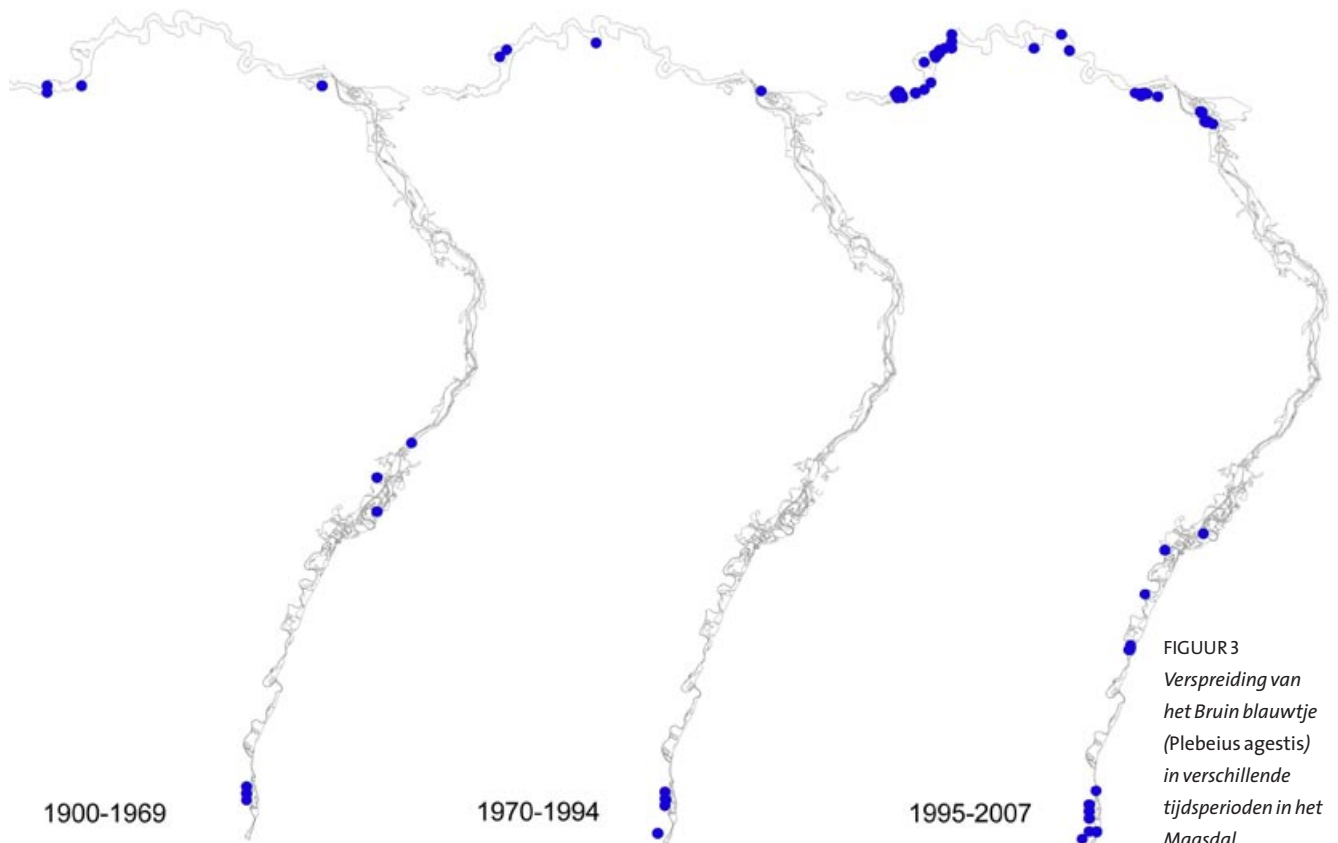 1900-1969
1970-1994
1995-2007
FIGUUR 3
Verspreiding van
het Bruin blauwtje
(Plebeius agestis)
in verschillende
tijdsperioden in het
Maasdal